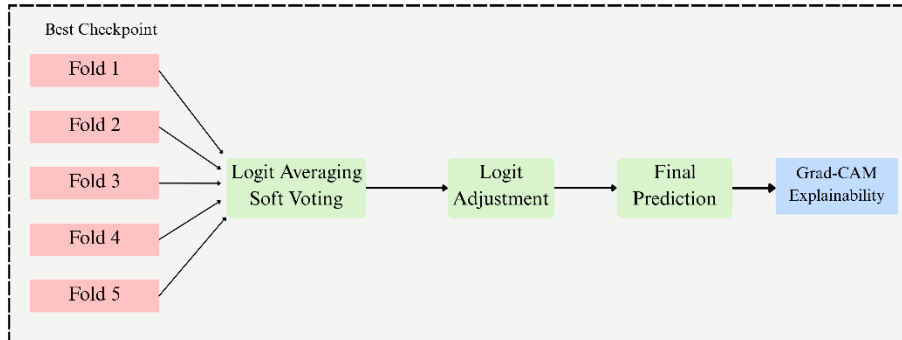 Best Checkpoint
Fold 1
Fold 2
Fold 3
Fold 4
Fold 5
Logit Averaging
Soft Voting
Logit
Adjustment
Final
Prediction
Grad-CAM
Explainability